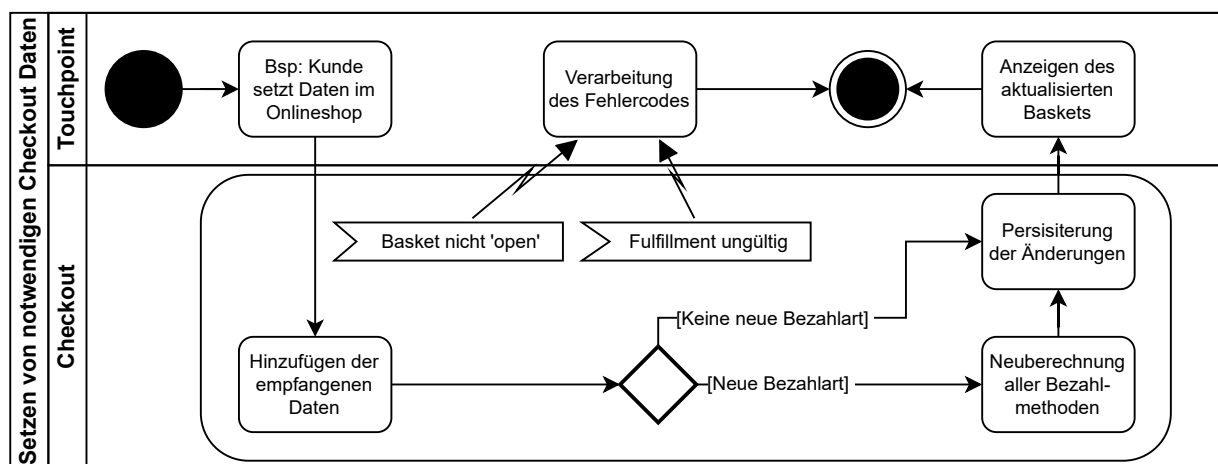 Setzen von notwendigen Checkout Daten
Touchpoint
Bsp: Kunde
setzt Daten im
Onlineshop
Verarbeitung
des Fehlercodes
Anzeigen des
aktualisierten
Baskets
Checkout
Basket nicht 'open'
Fulfillment ungültig
Persisiterung
der Änderungen
[Keine neue Bezahlart]
Hinzufügen der
empfangenen
Daten
[Neue Bezahlart]
Neuberechnung
aller Bezahl-
methoden